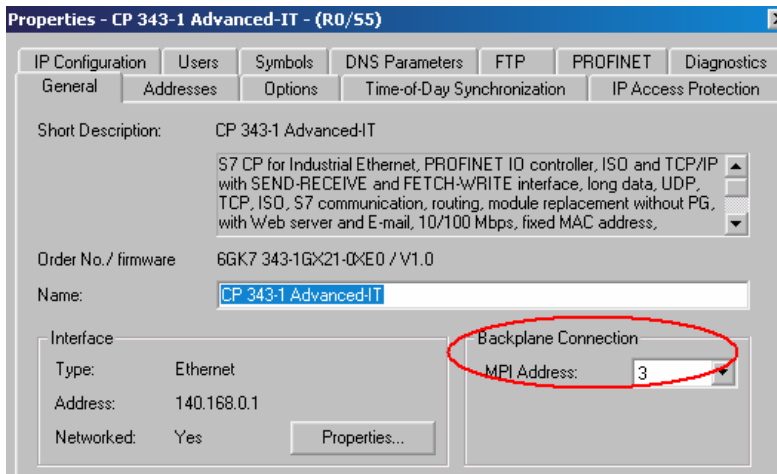 Properties - CP 343-1 Advanced-IT - (R0/S5)
IP Configuration Users Symbols DNS Parameters FTP PROFINET Diagnostics
General Addresses Options Time-of-Day Synchronization IP Access Protection
Short Description: CP 343-1 Advanced-IT
S7 CP for Industrial Ethernet, PROFINET IO controller, ISO and TCP/IP
with SEND-RECEIVE and FETCH-WRITE interface, long data, UDP,
TCP, ISO, S7 communication, routing, module replacement without PG,
with Web server and E-mail, 10/100 Mbps, fixed MAC address,
Order No./ firmware 6GK7 343-1GX21-0XE0 / V1.0
Name: CP 343-1 Advanced-IT
Interface Backplane Connection
Type: Ethernet MPI Address: 3
Address: 140.168.0.1
Networked: Yes Properties...